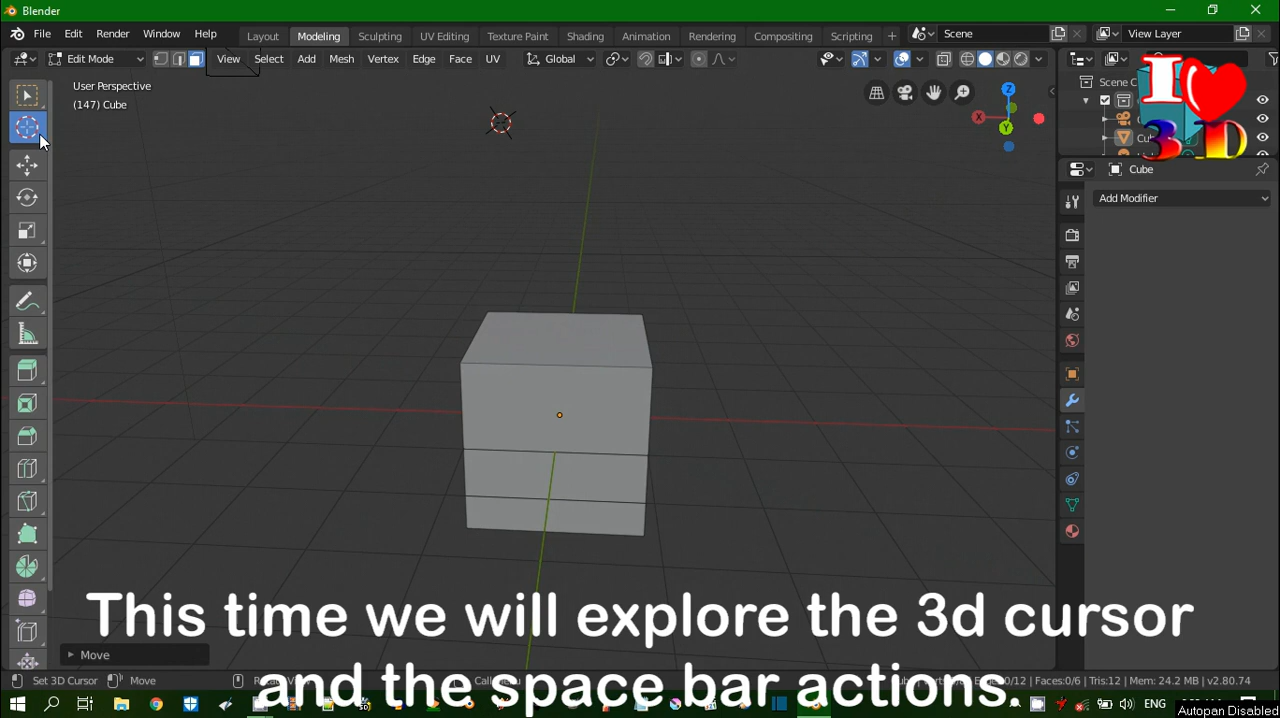 Blender
File Edit Render Window Help Layout Modeling Sculpting UV Editing Texture Paint Shading Animation Rendering Compositing Scripting + Scene View Layer
Edit Mode View Select Add Mesh Vertex Edge Face UV Global
User Perspective
(147) Cube
Z
X
Y
Scene C
I
3D
Cube
Add Modifier
This time we will explore the 3d cursor
and the space bar actions.
Move
Set 3D Cursor Move
/12 | Faces:0/6 | Tris:12 | Mem: 24.2 MB | v2.80.74
ENG
Autopan Disabled